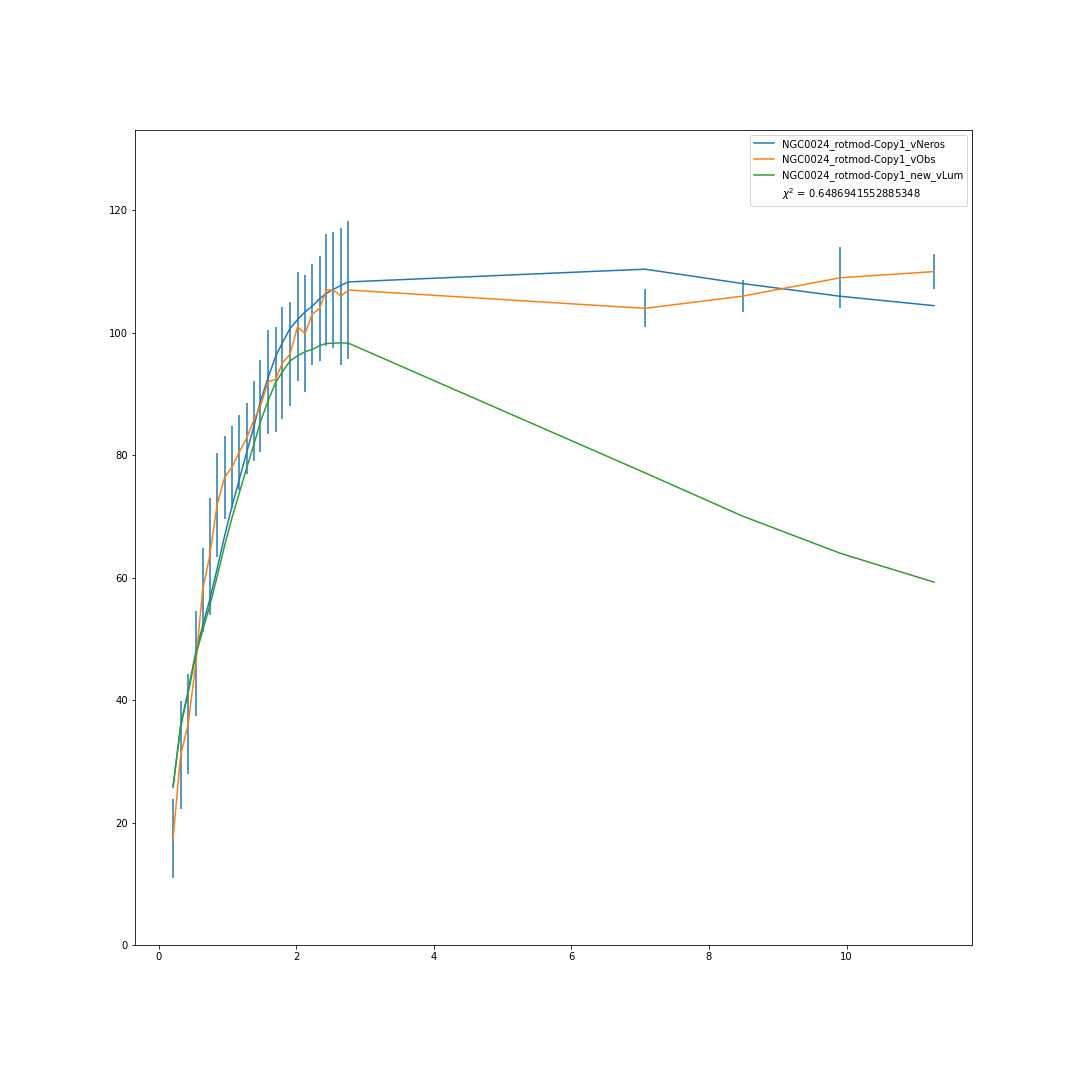 NGC0024_rotmod-Copy1_vNeros
NGC0024_rotmod-Copy1_vObs
NGC0024_rotmod-Copy1_new_vLum
χ² = 0.6486941552885348
120
100
80
60
40
20
0
0 2 4 6 8 10